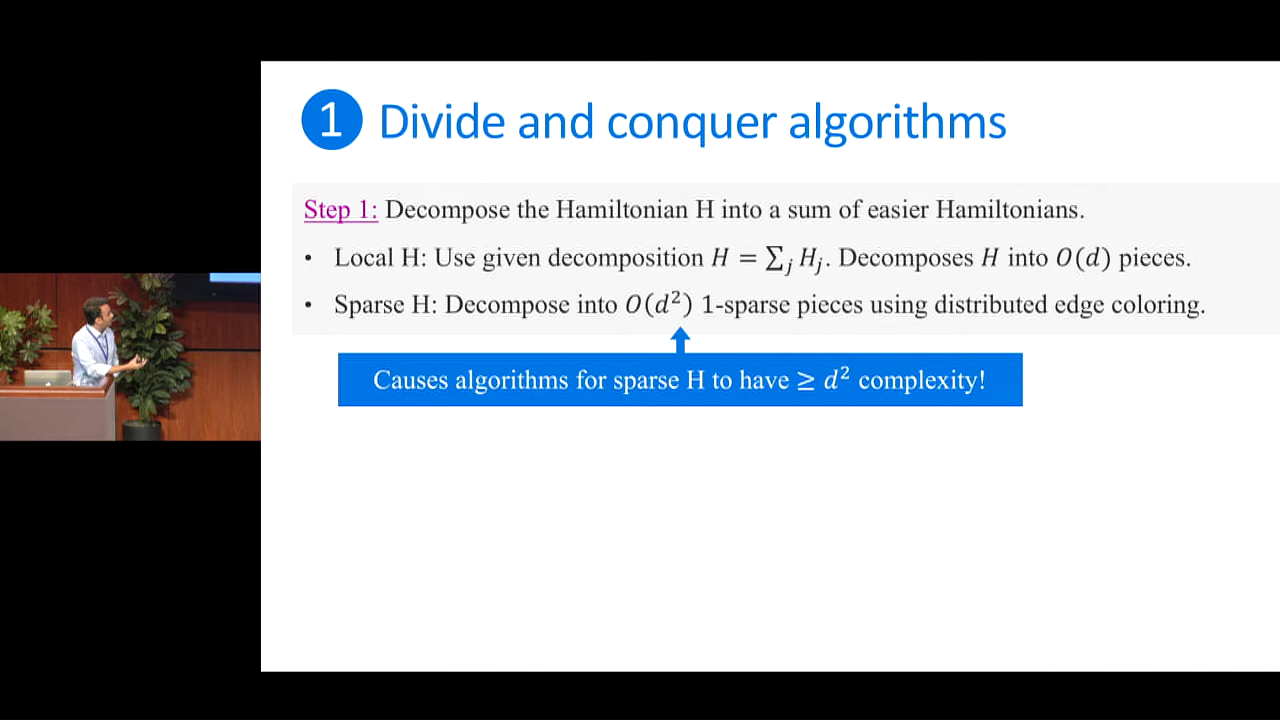 1 Divide and conquer algorithms
Step 1: Decompose the Hamiltonian H into a sum of easier Hamiltonians.
• Local H: Use given decomposition H = ∑ⱼ Hⱼ. Decomposes H into O(d) pieces.
• Sparse H: Decompose into O(d²) 1-sparse pieces using distributed edge coloring.
Causes algorithms for sparse H to have ≥ d² complexity!